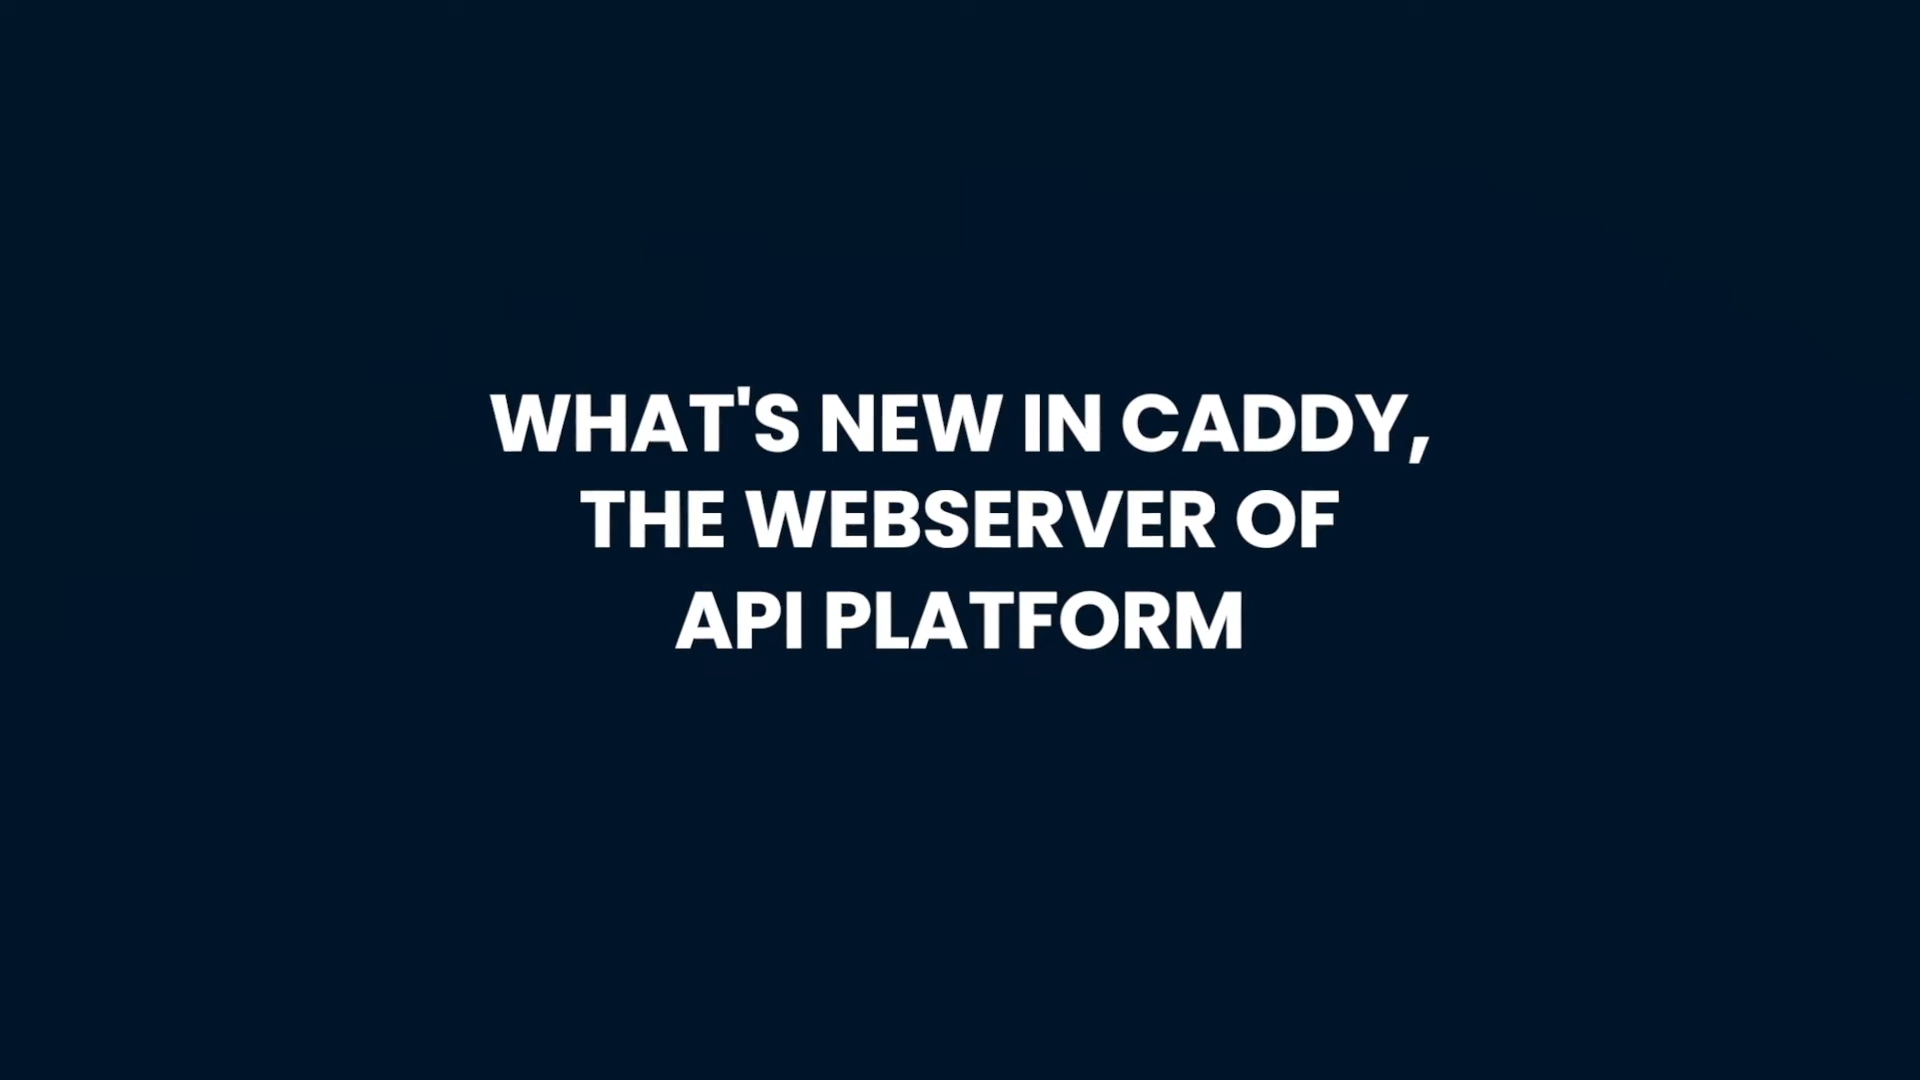 WHAT'S NEW IN CADDY,
THE WEBSERVER OF
API PLATFORM